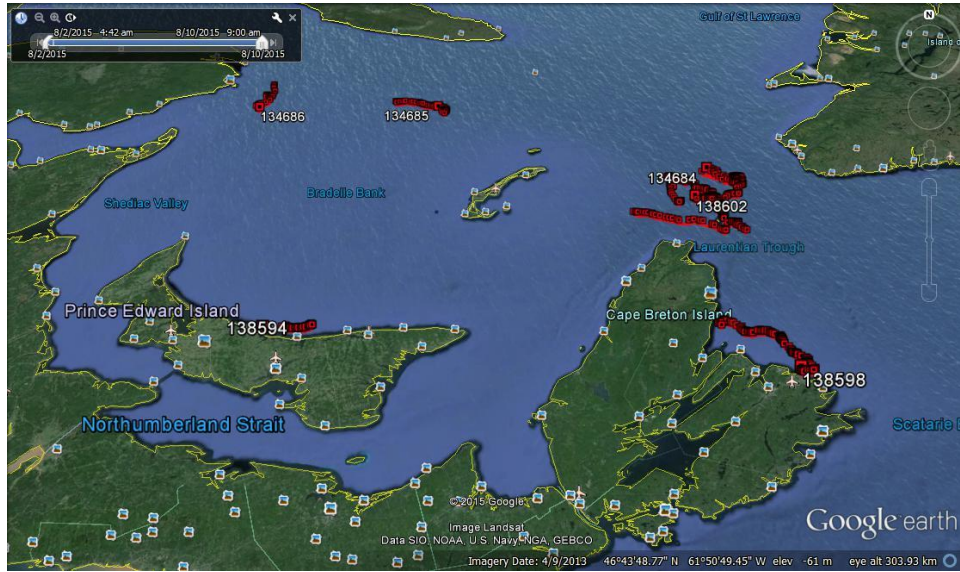 8/2/2015 4:42 am 8/10/2015 9:00 am
8/2/2015 8/10/2015
Gulf of St Lawrence
N
134686
134685
134684
Shediac Valley
Bradelle Bank
138602
Laurentian Trough
Prince Edward Island
138594
Cape Breton Island
138598
Northumberland Strait
Scatarie
© 2015 Google
Image Landsat
Data SIO, NOAA, U.S. Navy, NGA, GEBCO
Google earth
Imagery Date: 4/9/2013 46°43'48.77" N 61°50'49.45" W elev -61 m eye alt 303.93 km